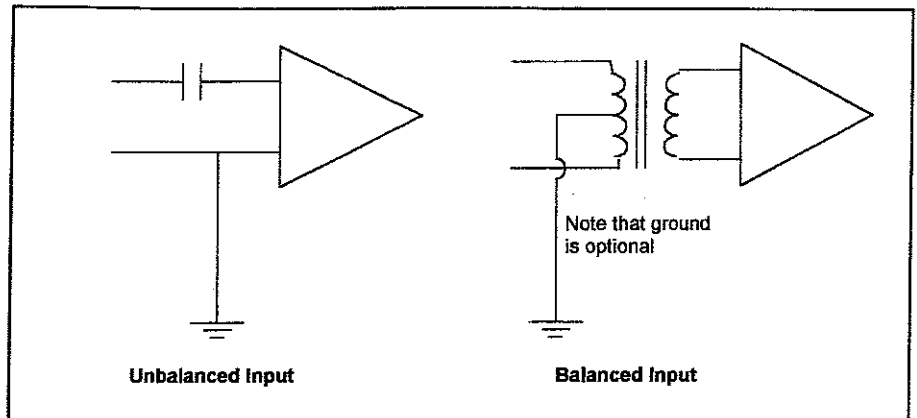 Note that ground
is optional
Unbalanced Input
Balanced Input